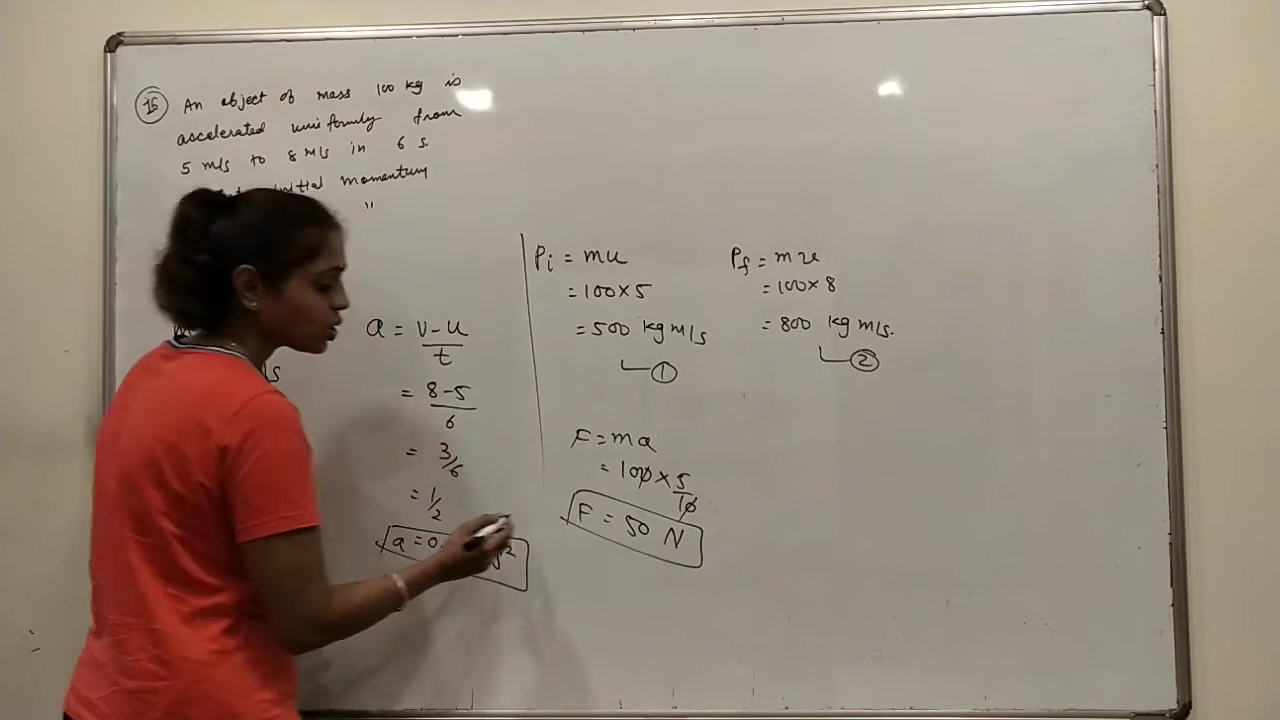 15 An object of mass 100 kg is
ascelerated uniformly from
5 m/s to 8 m/s in 6 s.
initial momentum
"
a = v-u
t
= 8-5
6
= 3/6
= 1/2
a = 0.
Pi = mu
= 100 × 5
= 500 kg m/s
1
Pf = mv
= 100 × 8
= 800 kg m/s.
2
F = ma
= 100 × 5
10
F = 50 N